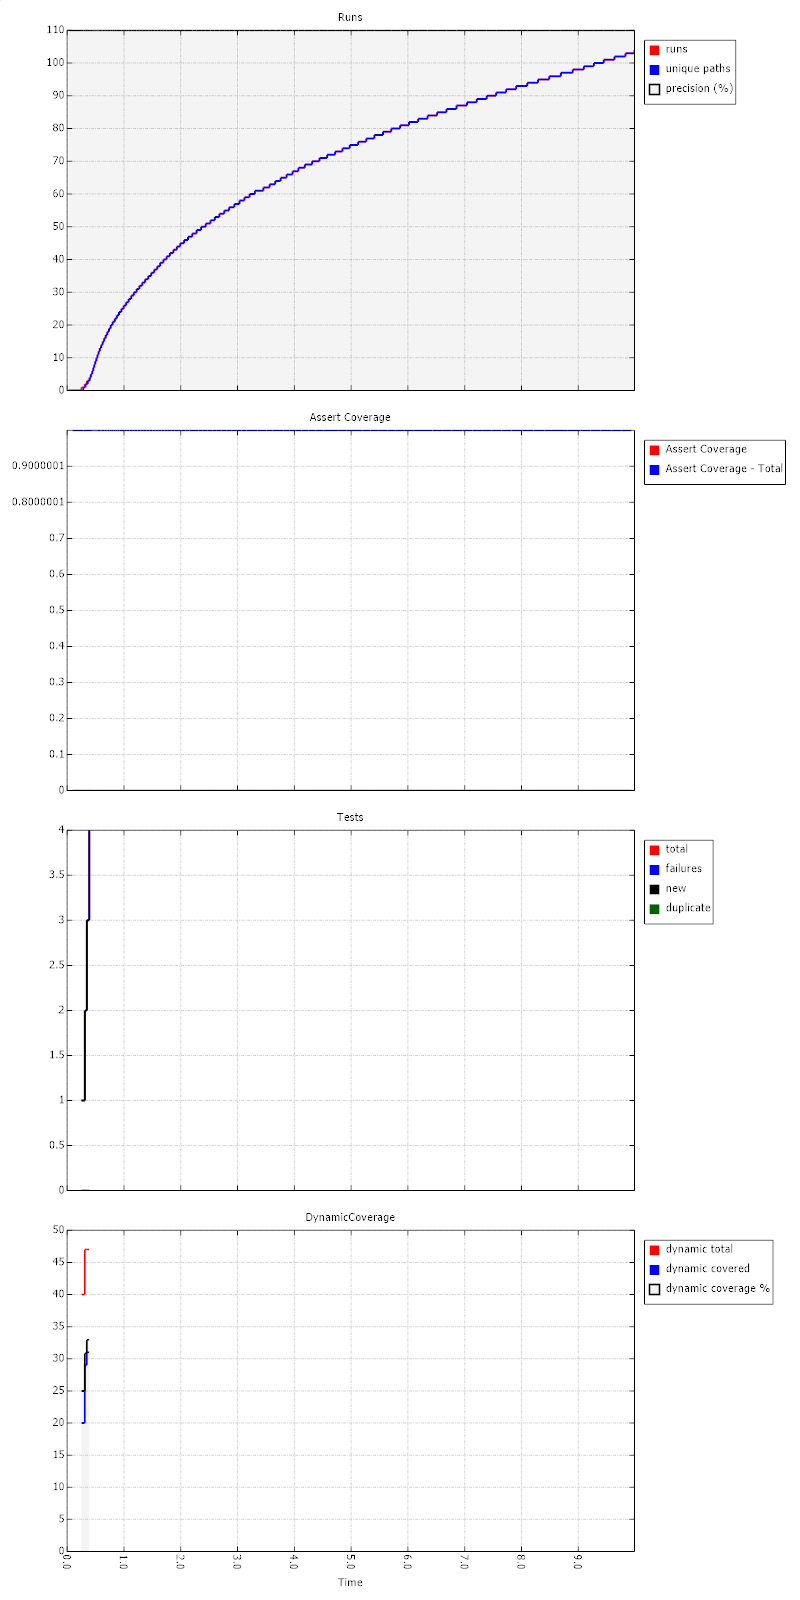 Runs
110
100
90
80
70
60
50
40
30
20
10
0
runs
unique paths
precision (%)
Assert Coverage
0.9000001
0.8000001
0.7
0.6
0.5
0.4
0.3
0.2
0.1
0
Assert Coverage
Assert Coverage - Total
Tests
4
3.5
3
2.5
2
1.5
1
0.5
0
total
failures
new
duplicate
DynamicCoverage
50
45
40
35
30
25
20
15
10
5
0
dynamic total
dynamic covered
dynamic coverage %
0.0 1.0 2.0 3.0 4.0 5.0 6.0 7.0 8.0 9.0
Time